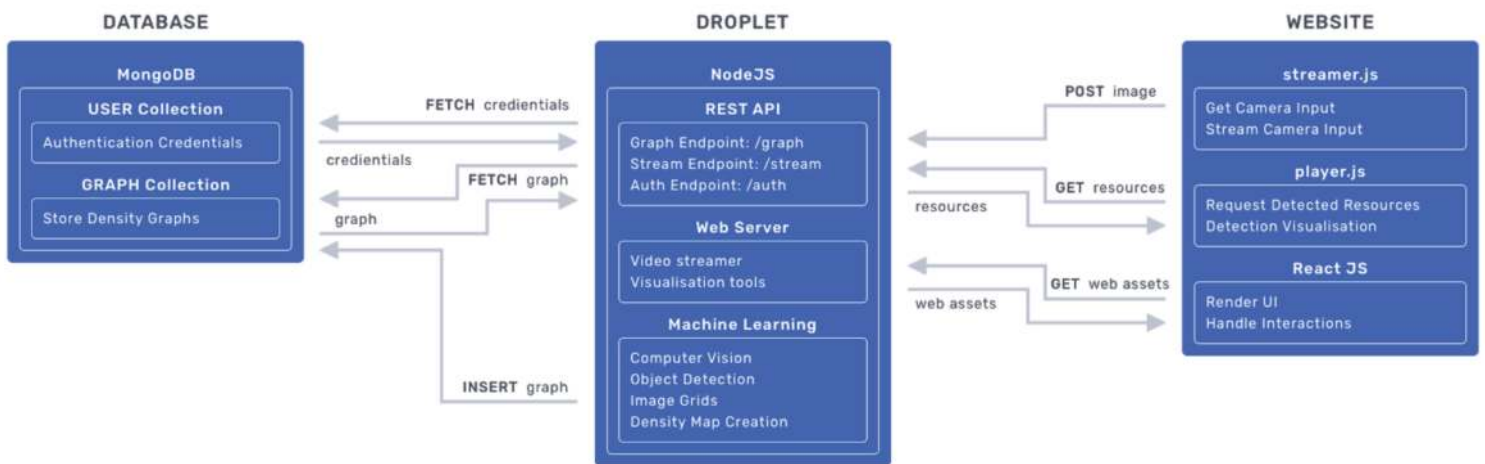 DATABASE
MongoDB
USER Collection
Authentication Credentials
GRAPH Collection
Store Density Graphs
FETCH credientials
credientials
FETCH graph
graph
INSERT graph
DROPLET
NodeJS
REST API
Graph Endpoint: /graph
Stream Endpoint: /stream
Auth Endpoint: /auth
Web Server
Video streamer
Visualisation tools
Machine Learning
Computer Vision
Object Detection
Image Grids
Density Map Creation
POST image
GET resources
resources
GET web assets
web assets
WEBSITE
streamer.js
Get Camera Input
Stream Camera Input
player.js
Request Detected Resources
Detection Visualisation
React JS
Render UI
Handle Interactions